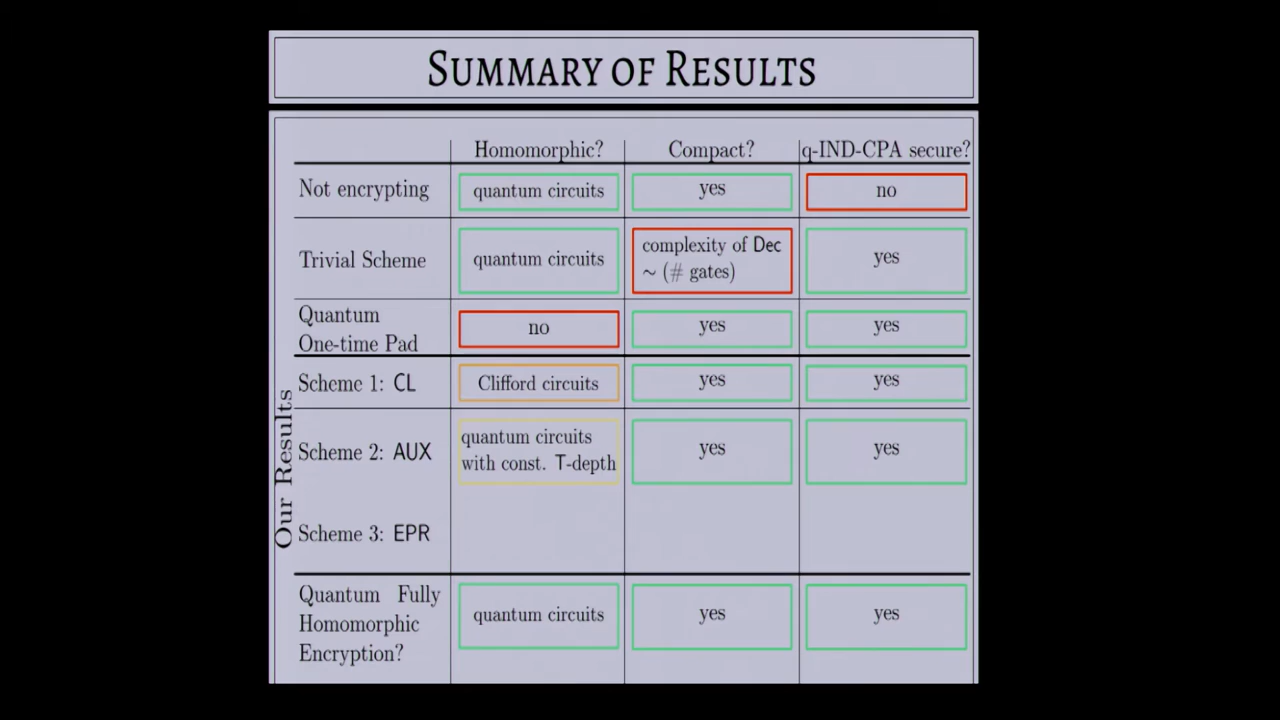 SUMMARY OF RESULTS
Homomorphic? Compact? q-IND-CPA secure?
Not encrypting quantum circuits yes no
Trivial Scheme quantum circuits complexity of Dec
~ (# gates) yes
Quantum
One-time Pad no yes yes
Our Results
Scheme 1: CL Clifford circuits yes yes
Scheme 2: AUX quantum circuits
with const. T-depth yes yes
Scheme 3: EPR
Quantum Fully
Homomorphic
Encryption? quantum circuits yes yes